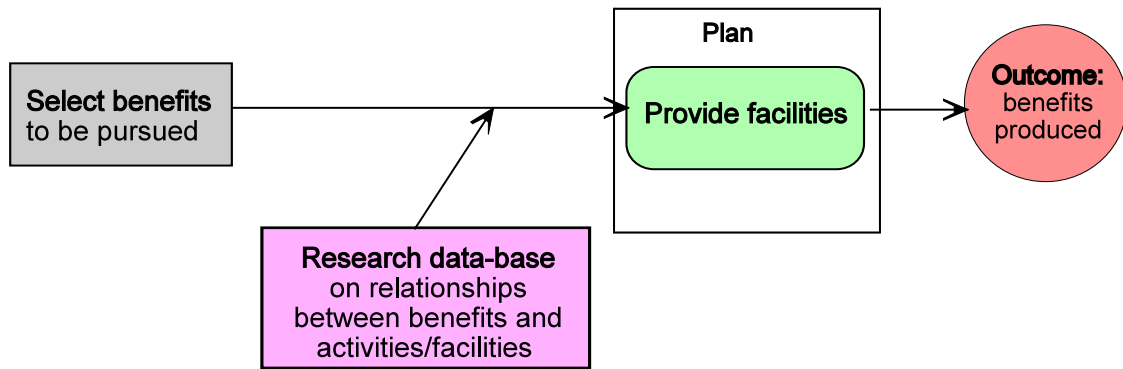 Select benefits
to be pursued
Plan
Provide facilities
Outcome:
benefits
produced
Research data-base
on relationships
between benefits and
activities/facilities